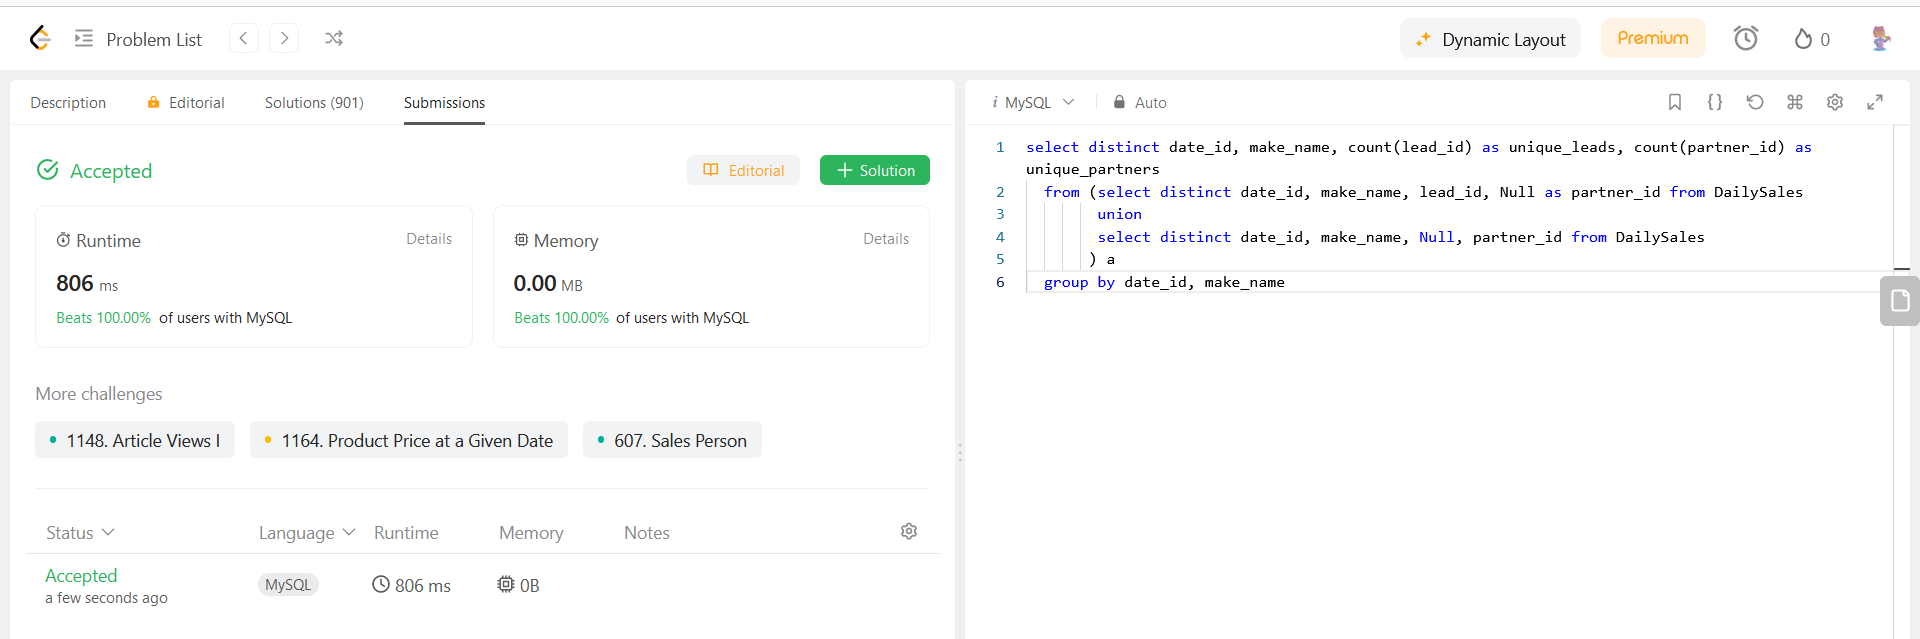 Problem List
Dynamic Layout
Premium
0
Description
Editorial
Solutions (901)
Submissions
Accepted
Editorial
Solution
Runtime
Details
806 ms
Beats 100.00% of users with MySQL
Memory
Details
0.00 MB
Beats 100.00% of users with MySQL
More challenges
1148. Article Views I
1164. Product Price at a Given Date
607. Sales Person
Status
Language
Runtime
Memory
Notes
Accepted
a few seconds ago
MySQL
806 ms
0B
i MySQL
Auto
{}
1 select distinct date_id, make_name, count(lead_id) as unique_leads, count(partner_id) as
unique_partners
2 from (select distinct date_id, make_name, lead_id, Null as partner_id from DailySales
3 union
4 select distinct date_id, make_name, Null, partner_id from DailySales
5 ) a
6 group by date_id, make_name